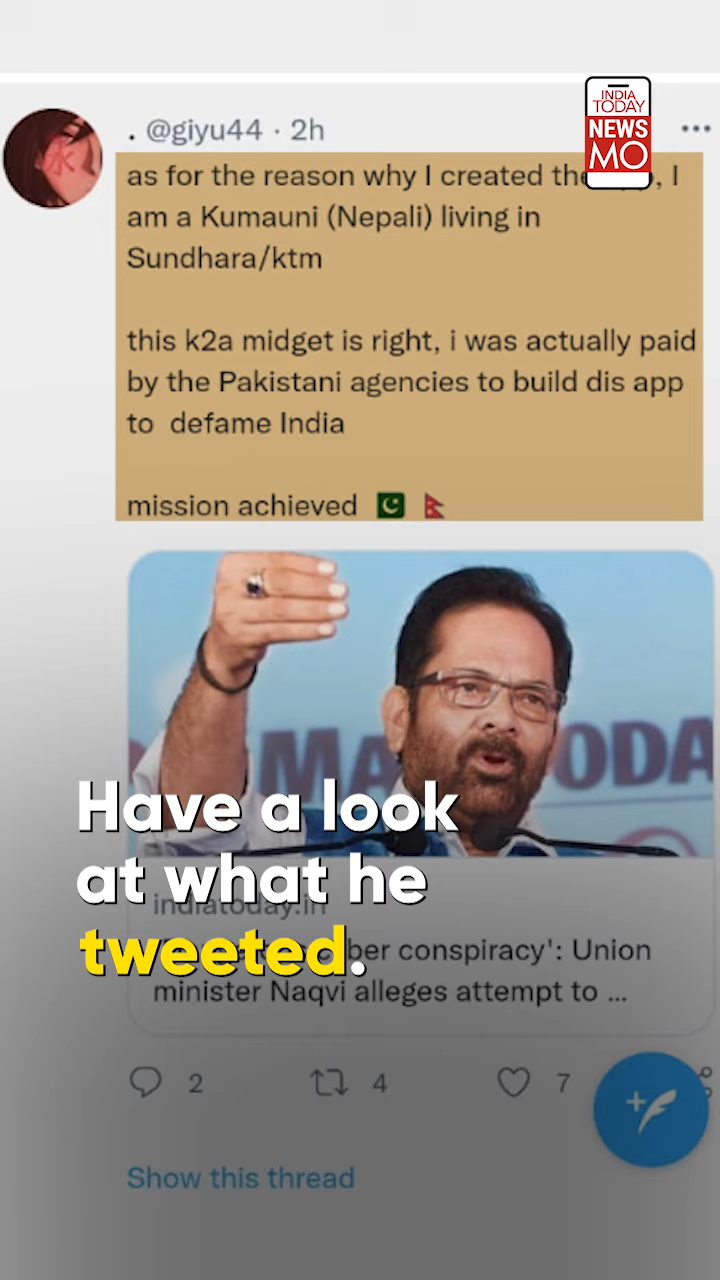 INDIA
TODAY
NEWS
MO
. @giyu44 · 2h
as for the reason why I created the , I
am a Kumauni (Nepali) living in
Sundhara/ktm
this k2a midget is right, i was actually paid
by the Pakistani agencies to build dis app
to defame India
mission achieved 🇵🇰 🇳🇵
MA ODA
Have a look
at what he
indiatoday.in
tweeted.
conspiracy': Union
minister Naqvi alleges attempt to ...
2 4 7
Show this thread